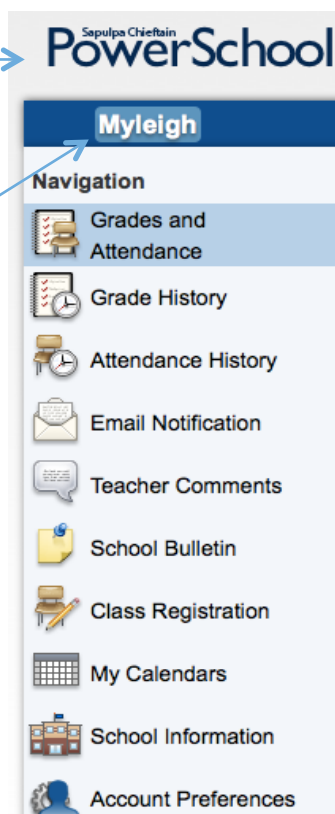 Sapulpa Chieftain
PowerSchool
Myleigh
Navigation
Grades and
Attendance
Grade History
Attendance History
Email Notification
Teacher Comments
School Bulletin
Class Registration
My Calendars
School Information
Account Preferences